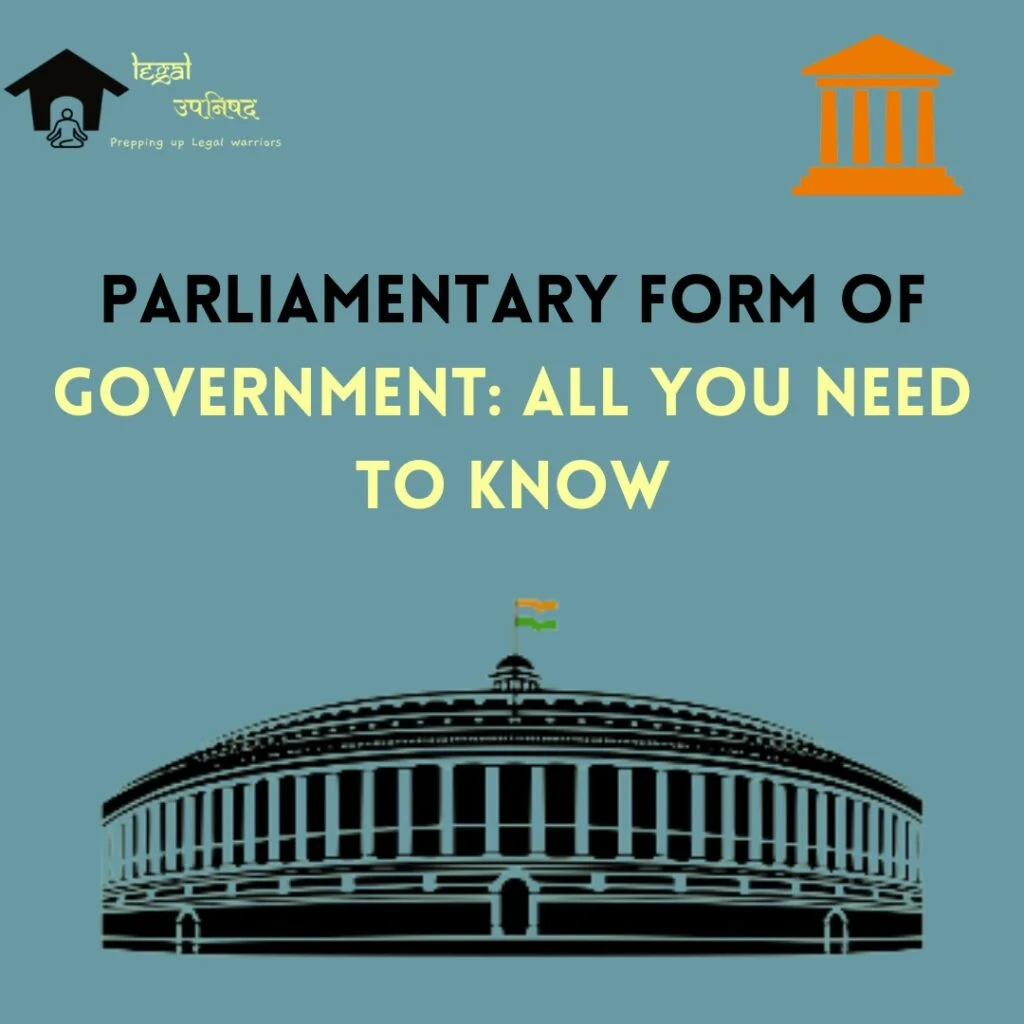 legal
उपनिषद
Prepping up Legal warriors
PARLIAMENTARY FORM OF
GOVERNMENT: ALL YOU NEED
TO KNOW